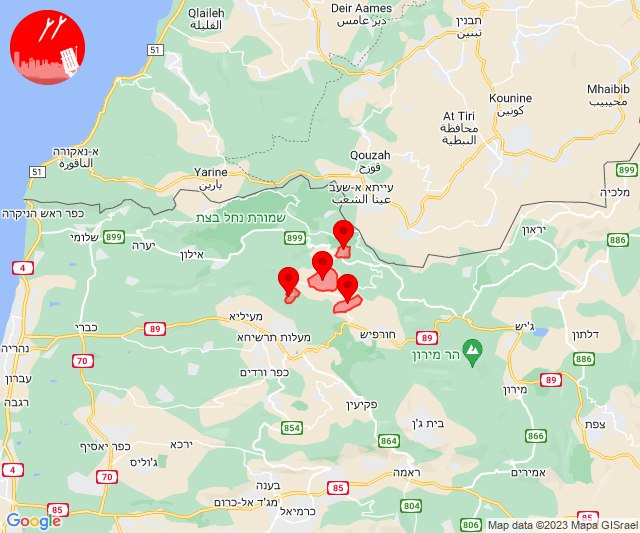 Qlaileh
القليلة
Deir Aames
دير عامس
تبنין
تبنين
51
Mhaibib
محيبيب
Kounine
كونين
At Tiri
محافظة
النبطية
א-נאקורה
الناقورة
51
Yarine
يارين
Qouzah
قوزح
עייתא א-שעב
عيتا الشعب
899
מלכיה
כפר ראש הניקרה
שמורת נחל בצת
שלומי
899
יערה
אילון
899
יראון
886
4
מעיליא
89
כברי
מעלות תרשיחא
חורפיש
89
ג'יש
דלתון
נהריה
70
הר מירון
886
עברון
כפר ורדים
מירון
89
רגבה
פקיעין
צפת
854
בית ג'ן
864
866
כפר יאסיף
ירכא
ג'וליס
4
70
ראמה
אמירים
85
בענה
85
85
מג'ד אל-כרום
כרמיאל
804
806
Google
Map data ©2023 Mapa GISrael